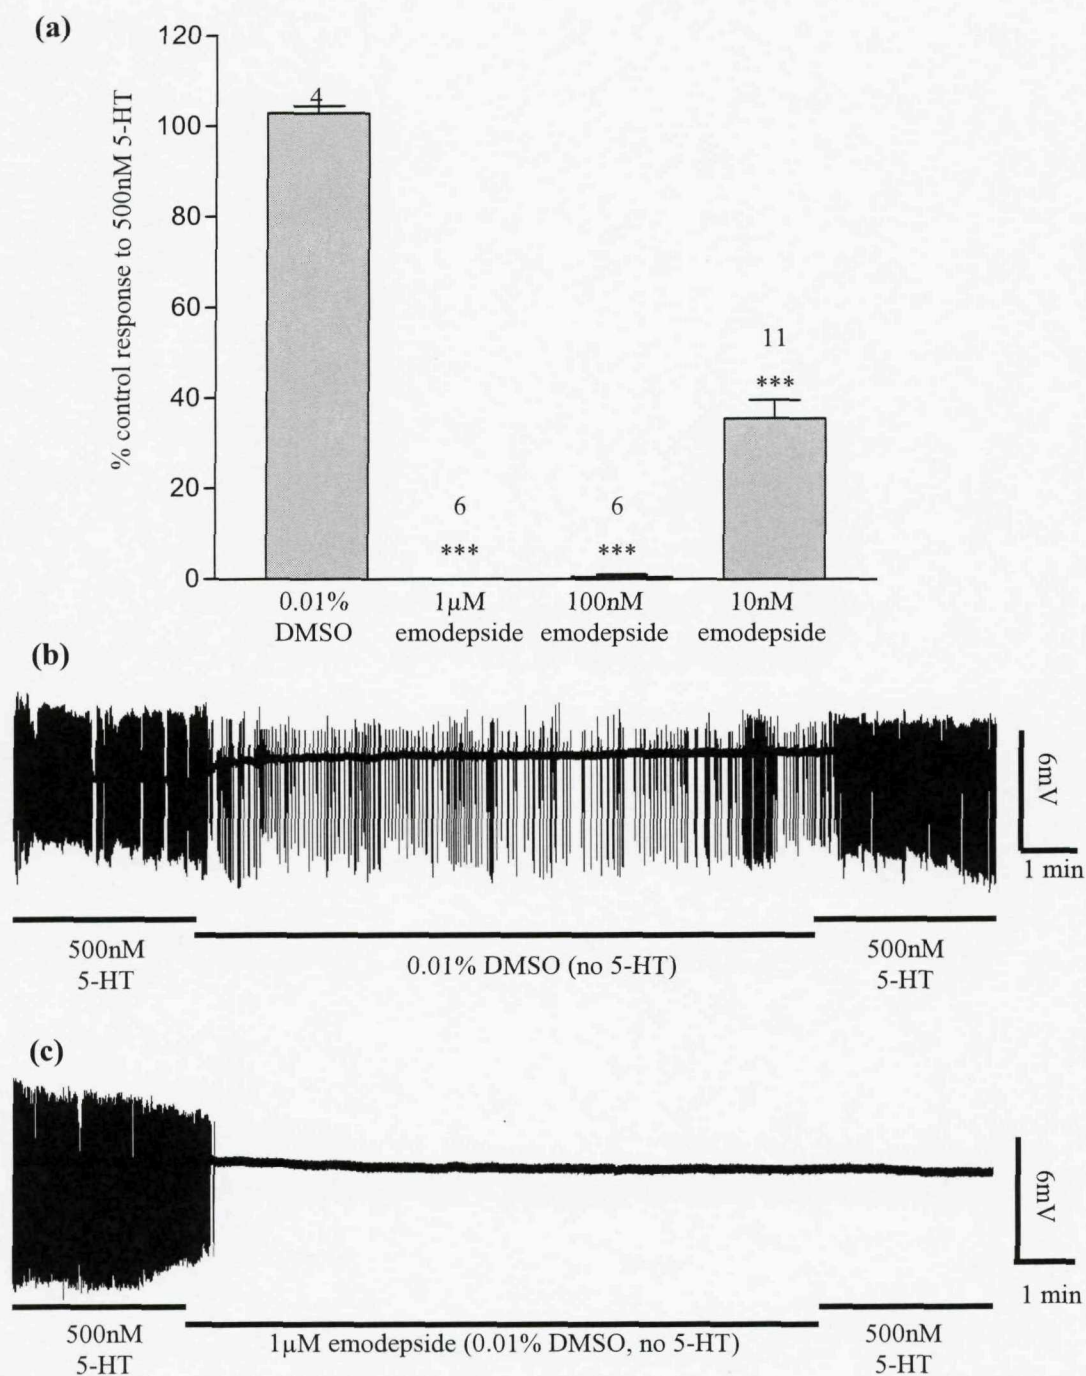 (a)
120
100
80
60
40
20
0
% control response to 500nM 5-HT
4
6
6
11
***
***
***
0.01%
DMSO
1µM
emodepside
100nM
emodepside
10nM
emodepside
(b)
6mV
1 min
500nM
5-HT
0.01% DMSO (no 5-HT)
500nM
5-HT
(c)
6mV
1 min
500nM
5-HT
1µM emodepside (0.01% DMSO, no 5-HT)
500nM
5-HT